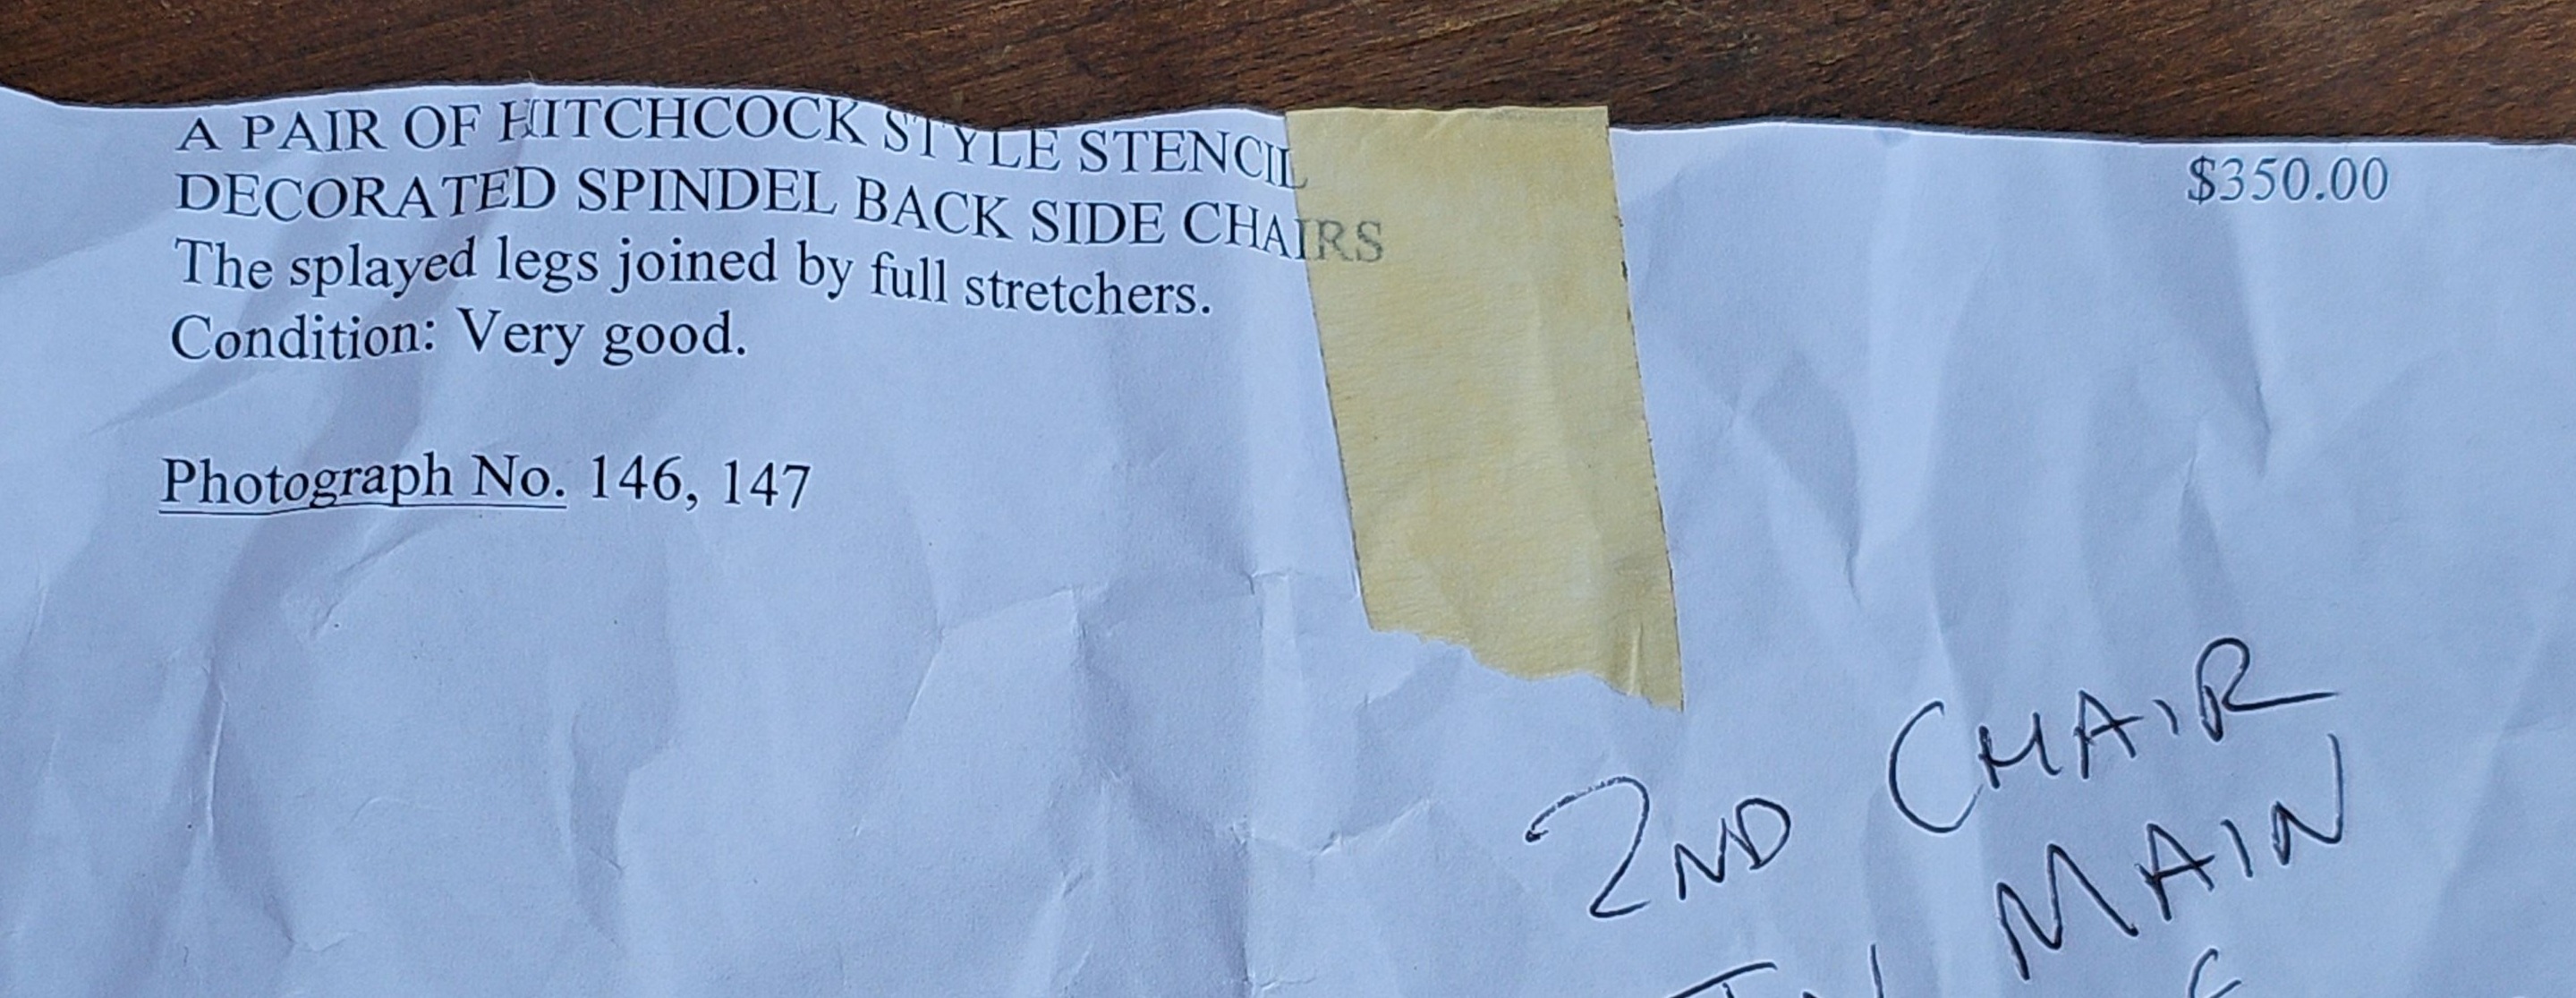 A PAIR OF HITCHCOCK STYLE STENCIL
DECORATED SPINDEL BACK SIDE CHAIRS
$350.00
The splayed legs joined by full stretchers.
Condition: Very good.
Photograph No. 146, 147
2ND CHAIR
IN MAIN